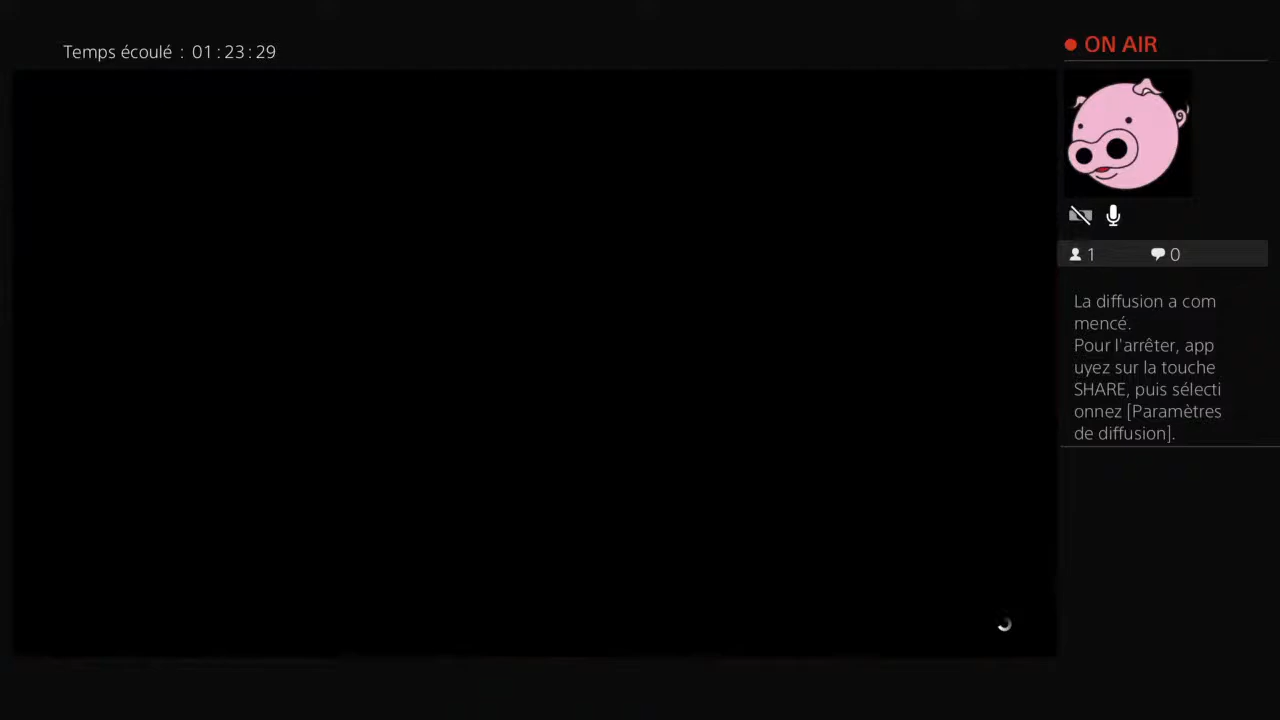 Temps écoulé : 01:23:29
ON AIR
1 0
La diffusion a com
mencé.
Pour l'arrêter, app
uyez sur la touche
SHARE, puis sélecti
onnez [Paramètres
de diffusion].